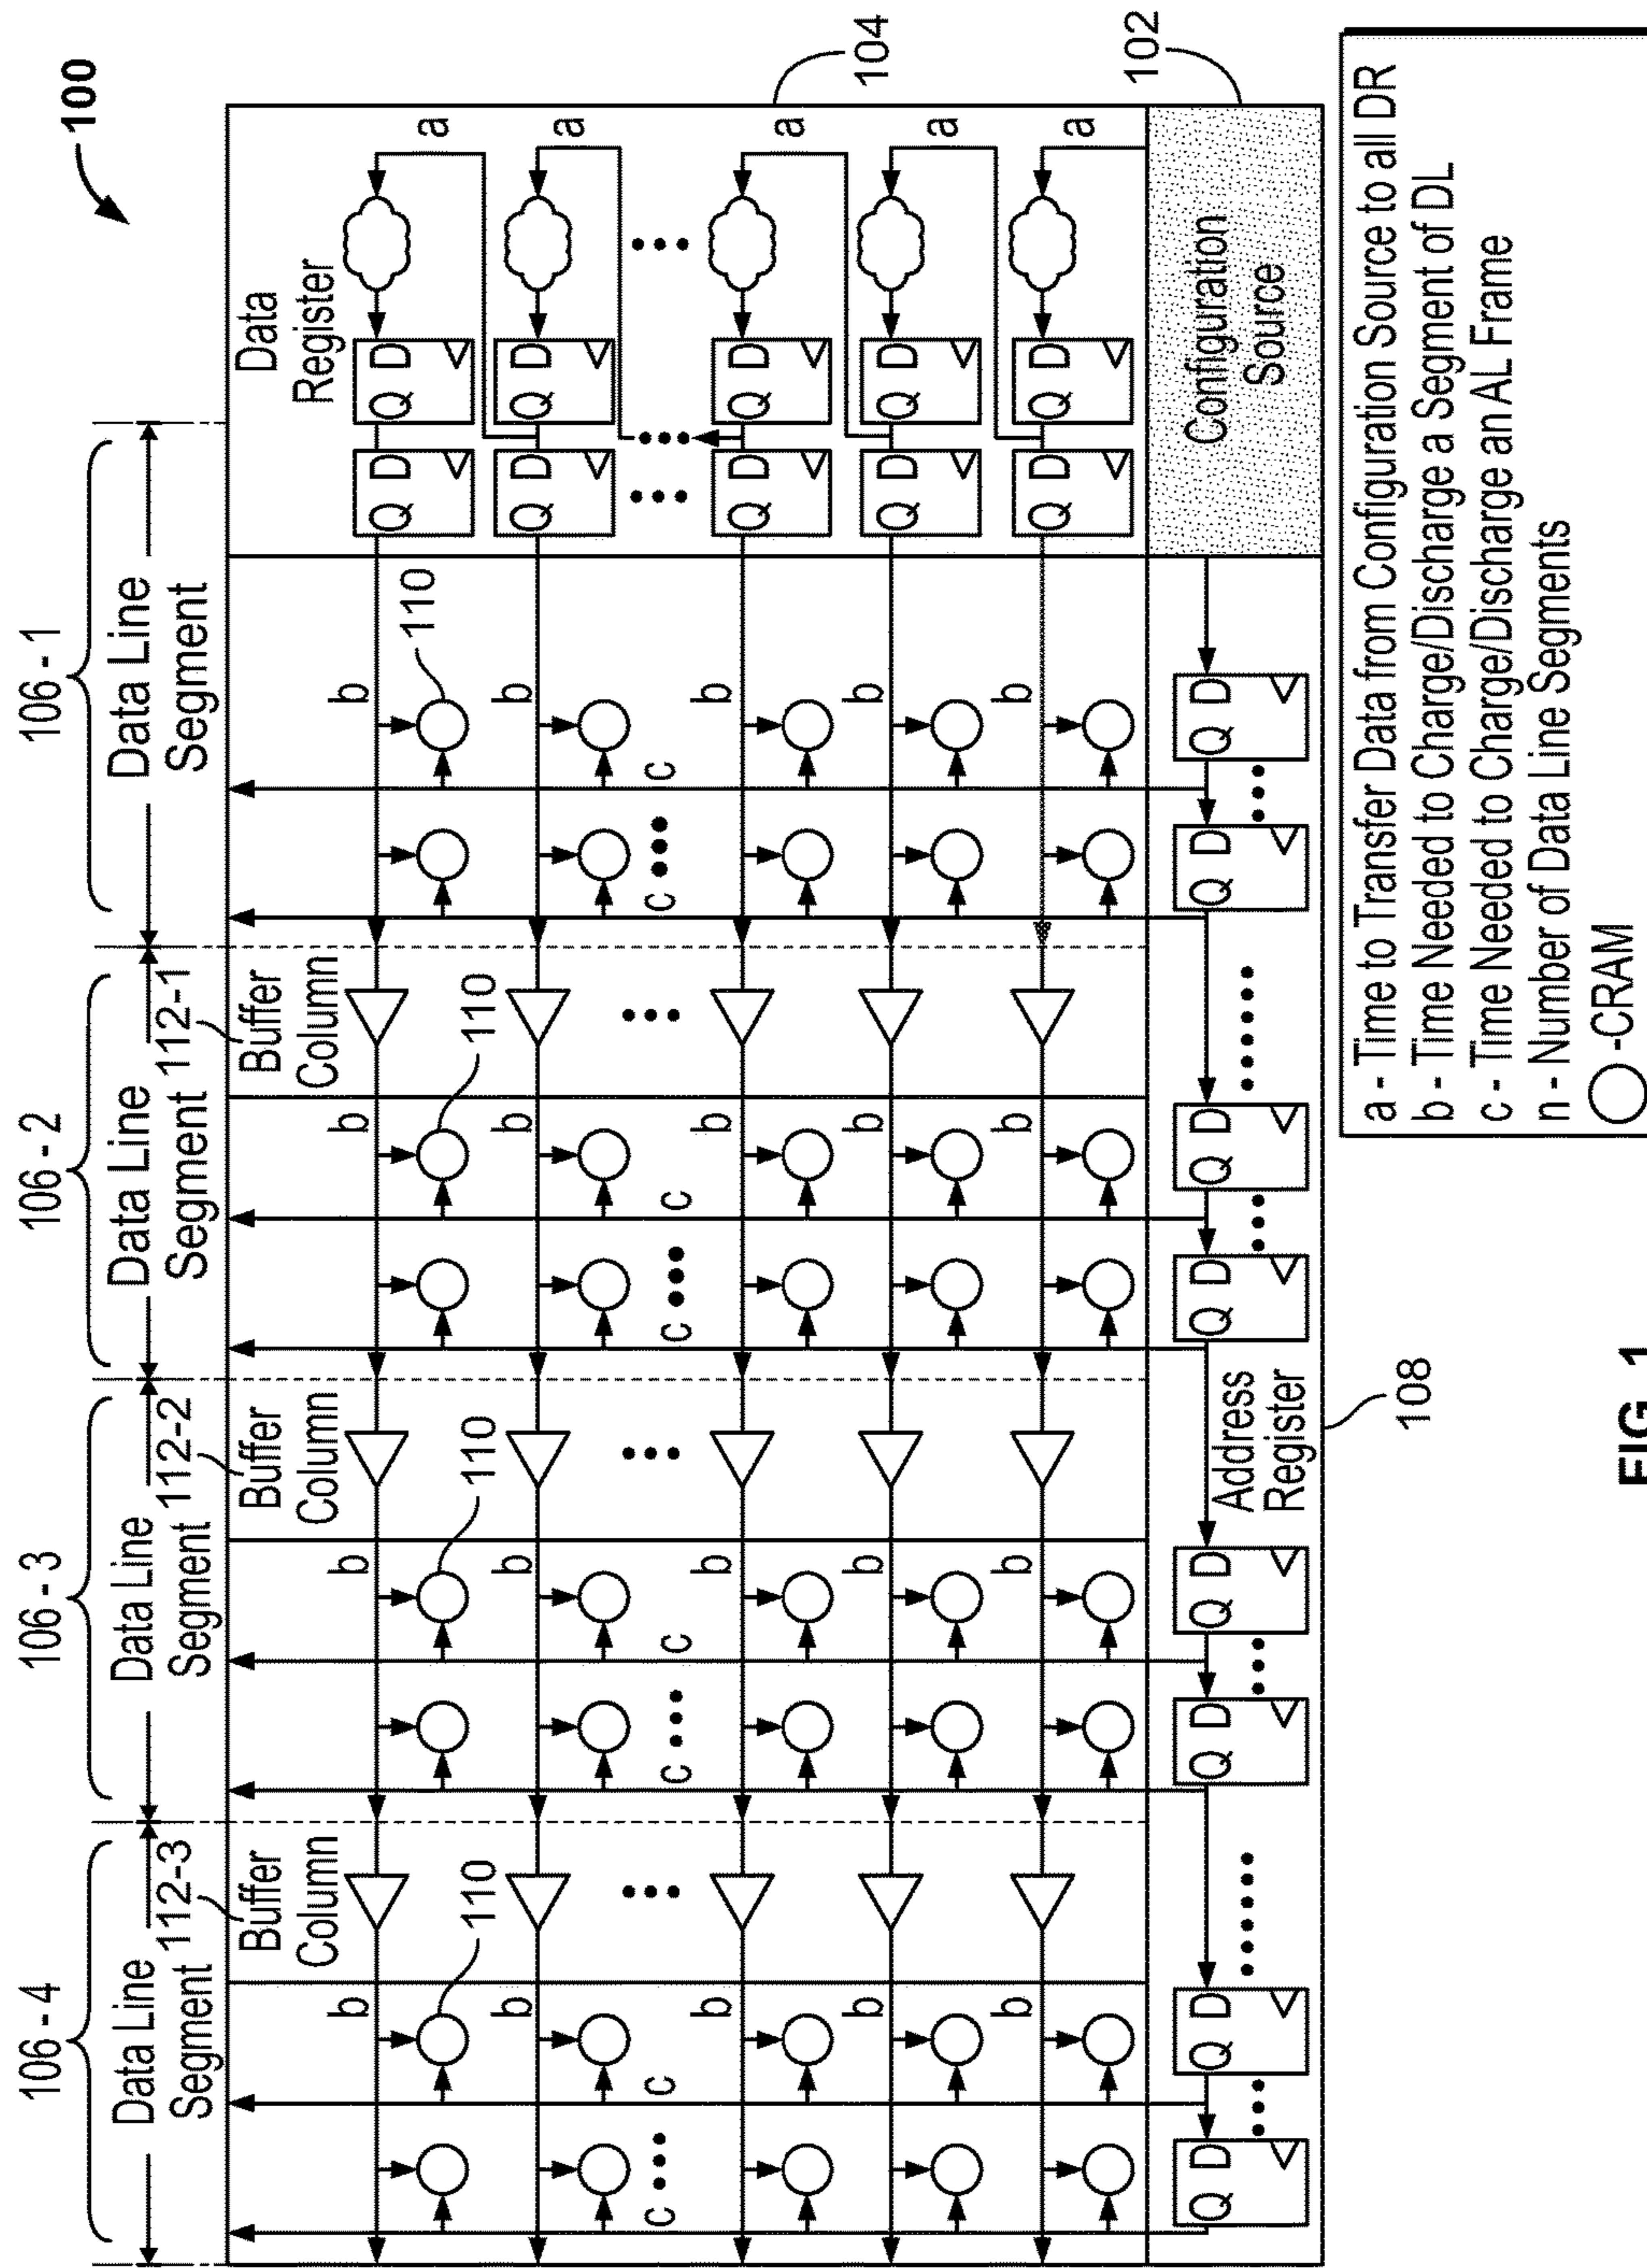 106 - 4
106 - 3
106 - 2
106 - 1
100
Data Line
Segment
Data Line
Segment
Data Line
Segment
Data Line
Segment
112-3
112-2
112-1
Buffer
Column
Buffer
Column
Buffer
Column
Data
Register
b b b b Q D Q D a
110 110 110 110
b b b b Q D Q D a
c c c c c c c c
b b b b Q D Q D a
104
b b b b Q D Q D a
b b b b Q D Q D a
102
Q D Q D Q D Q D Q D Q D Q D Q D
Address
Register
Configuration
Source
108
a - Time to Transfer Data from Configuration Source to all DR
b - Time Needed to Charge/Discharge a Segment of DL
c - Time Needed to Charge/Discharge an AL Frame
n - Number of Data Line Segments
-CRAM
FIG. 1